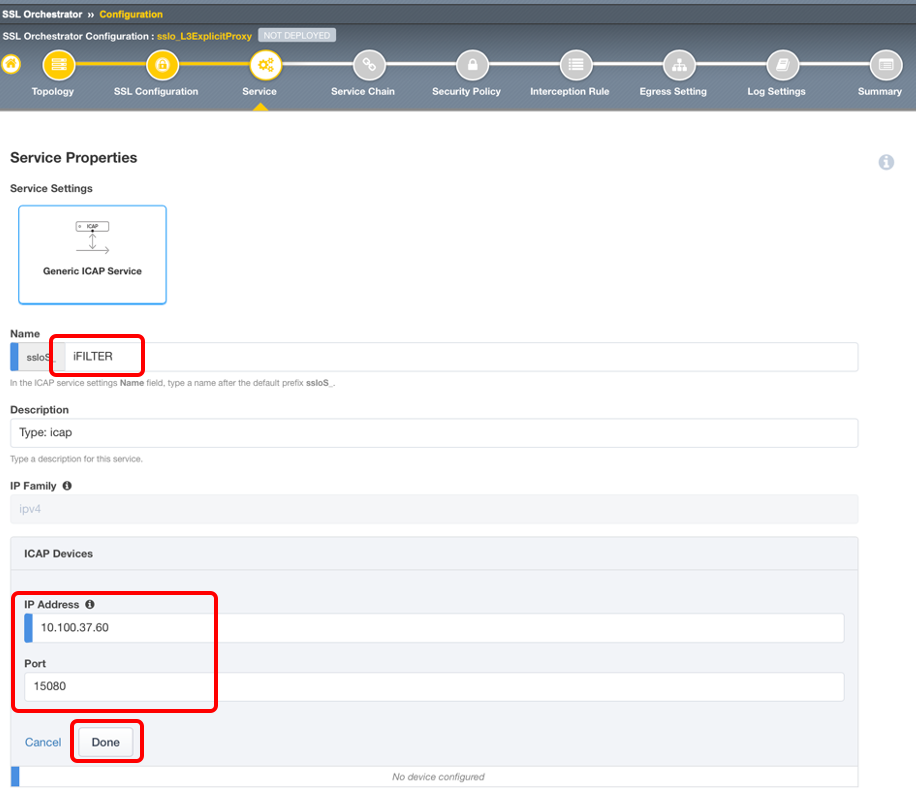 SSL Orchestrator » Configuration
SSL Orchestrator Configuration : sslo_L3ExplicitProxy NOT DEPLOYED
Topology SSL Configuration Service Service Chain Security Policy Interception Rule Egress Setting Log Settings Summary
Service Properties
Service Settings
ICAP
Generic ICAP Service
Name
ssloS_ iFILTER
In the ICAP service settings Name field, type a name after the default prefix ssloS_.
Description
Type: icap
Type a description for this service.
IP Family
ipv4
ICAP Devices
IP Address
10.100.37.60
Port
15080
Cancel Done
No device configured